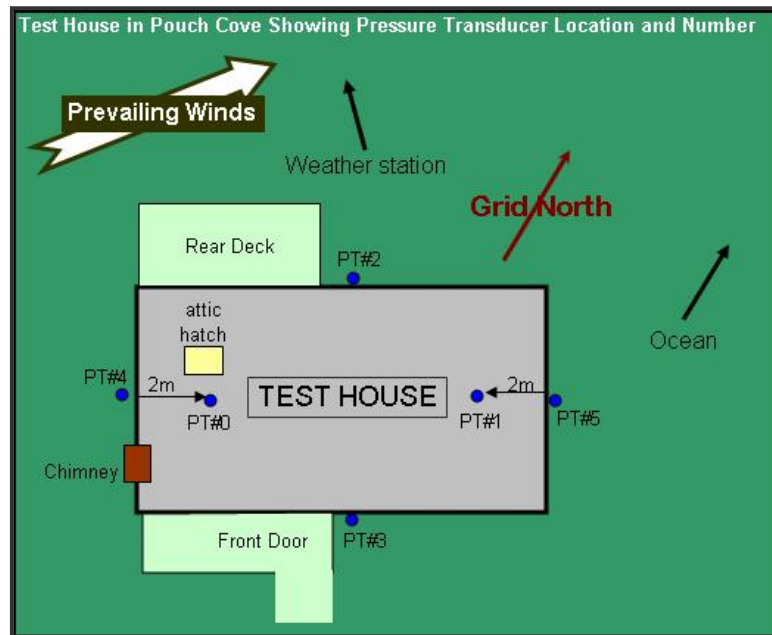 Test House in Pouch Cove Showing Pressure Transducer Location and Number
Prevailing Winds
Weather station
Grid North
Rear Deck
PT#2
attic
hatch
Ocean
PT#4
2m
TEST HOUSE
2m
PT#0
PT#1
PT#5
Chimney
Front Door
PT#3